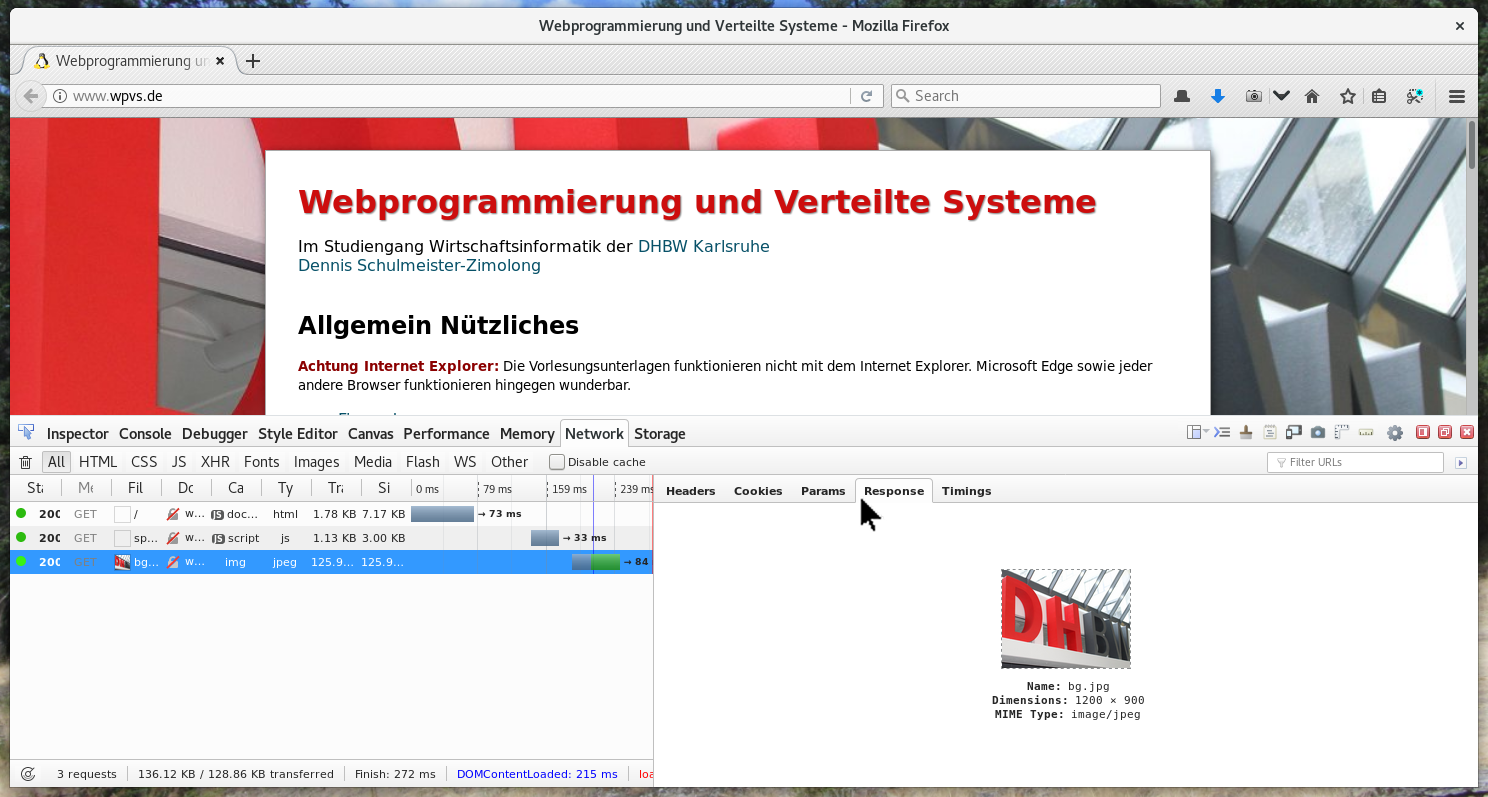 Webprogrammierung und Verteilte Systeme - Mozilla Firefox
Webprogrammierung un
www.wpvs.de
Search
Webprogrammierung und Verteilte Systeme
Im Studiengang Wirtschaftsinformatik der DHBW Karlsruhe
Dennis Schulmeister-Zimolong
Allgemein Nützliches
Achtung Internet Explorer: Die Vorlesungsunterlagen funktionieren nicht mit dem Internet Explorer. Microsoft Edge sowie jeder
andere Browser funktionieren hingegen wunderbar.
Inspector Console Debugger Style Editor Canvas Performance Memory Network Storage
All HTML CSS JS XHR Fonts Images Media Flash WS Other Disable cache Filter URLs
Sta Me Fil Do Ca Ty Tra Si 0 ms 79 ms 159 ms 239 ms
Headers Cookies Params Response Timings
200 GET / w... JS doc... html 1.78 KB 7.17 KB → 73 ms
200 GET sp... w... JS script js 1.13 KB 3.00 KB → 33 ms
200 GET bg... w... img jpeg 125.9... 125.9... → 84
DHBW
Name: bg.jpg
Dimensions: 1200 × 900
MIME Type: image/jpeg
3 requests 136.12 KB / 128.86 KB transferred Finish: 272 ms DOMContentLoaded: 215 ms loa